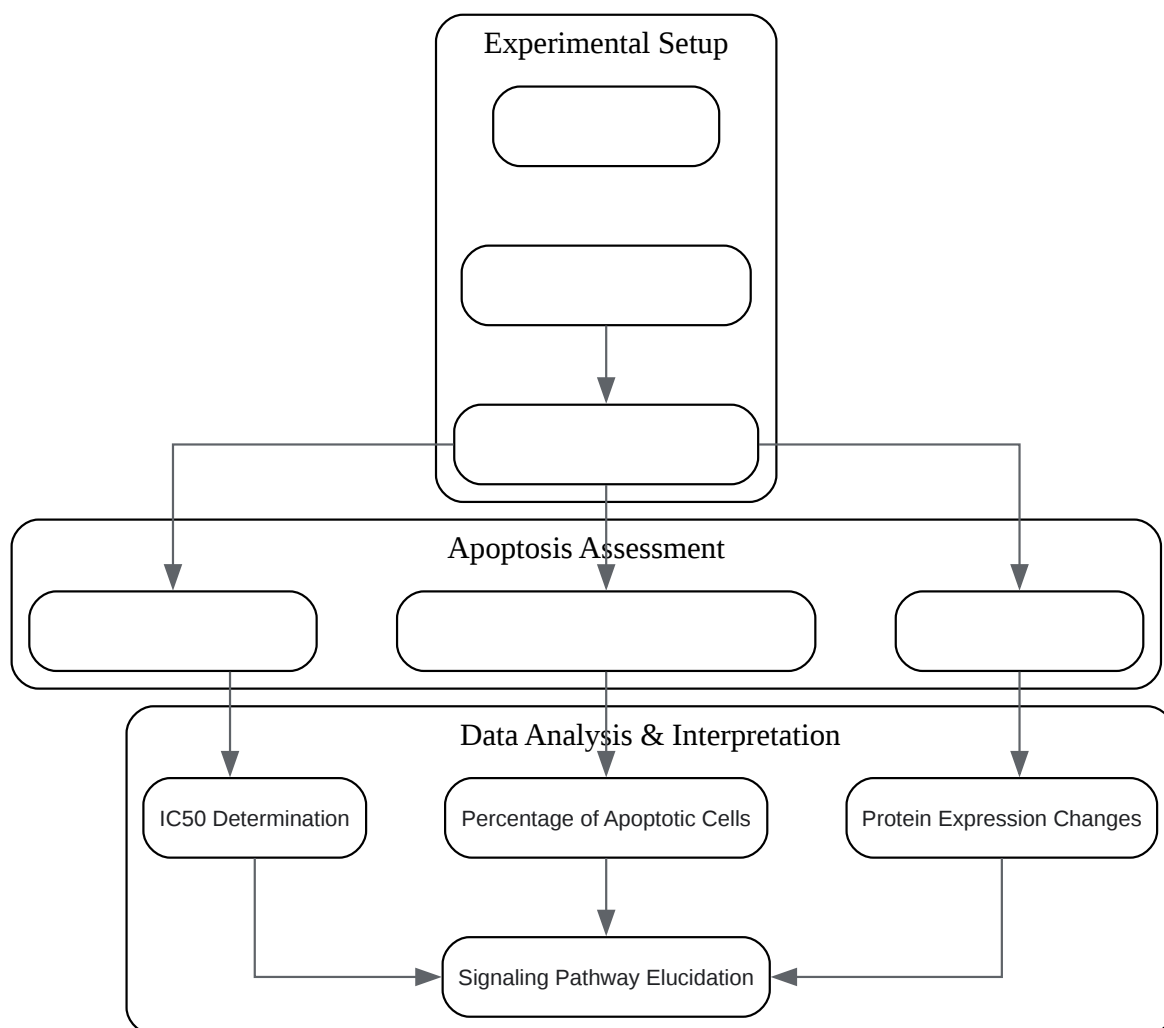 Experimental Setup
Apoptosis Assessment
Data Analysis & Interpretation
IC50 Determination
Percentage of Apoptotic Cells
Protein Expression Changes
Signaling Pathway Elucidation